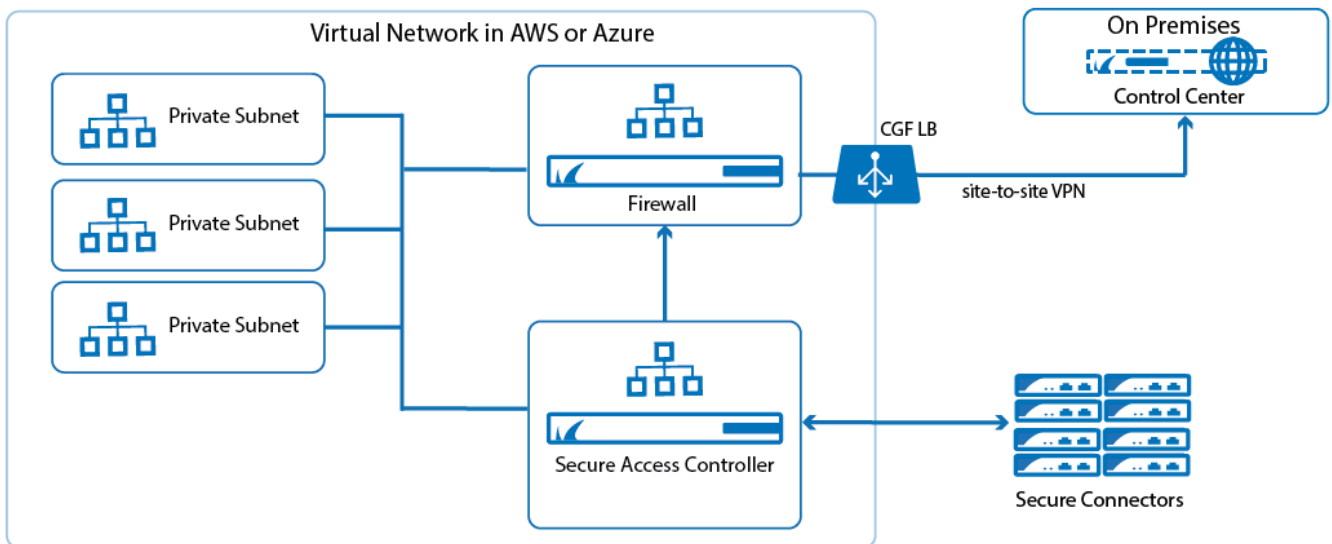 Virtual Network in AWS or Azure
On Premises
Control Center
Private Subnet
Private Subnet
Private Subnet
Firewall
CGF LB
site-to-site VPN
Secure Access Controller
Secure Connectors